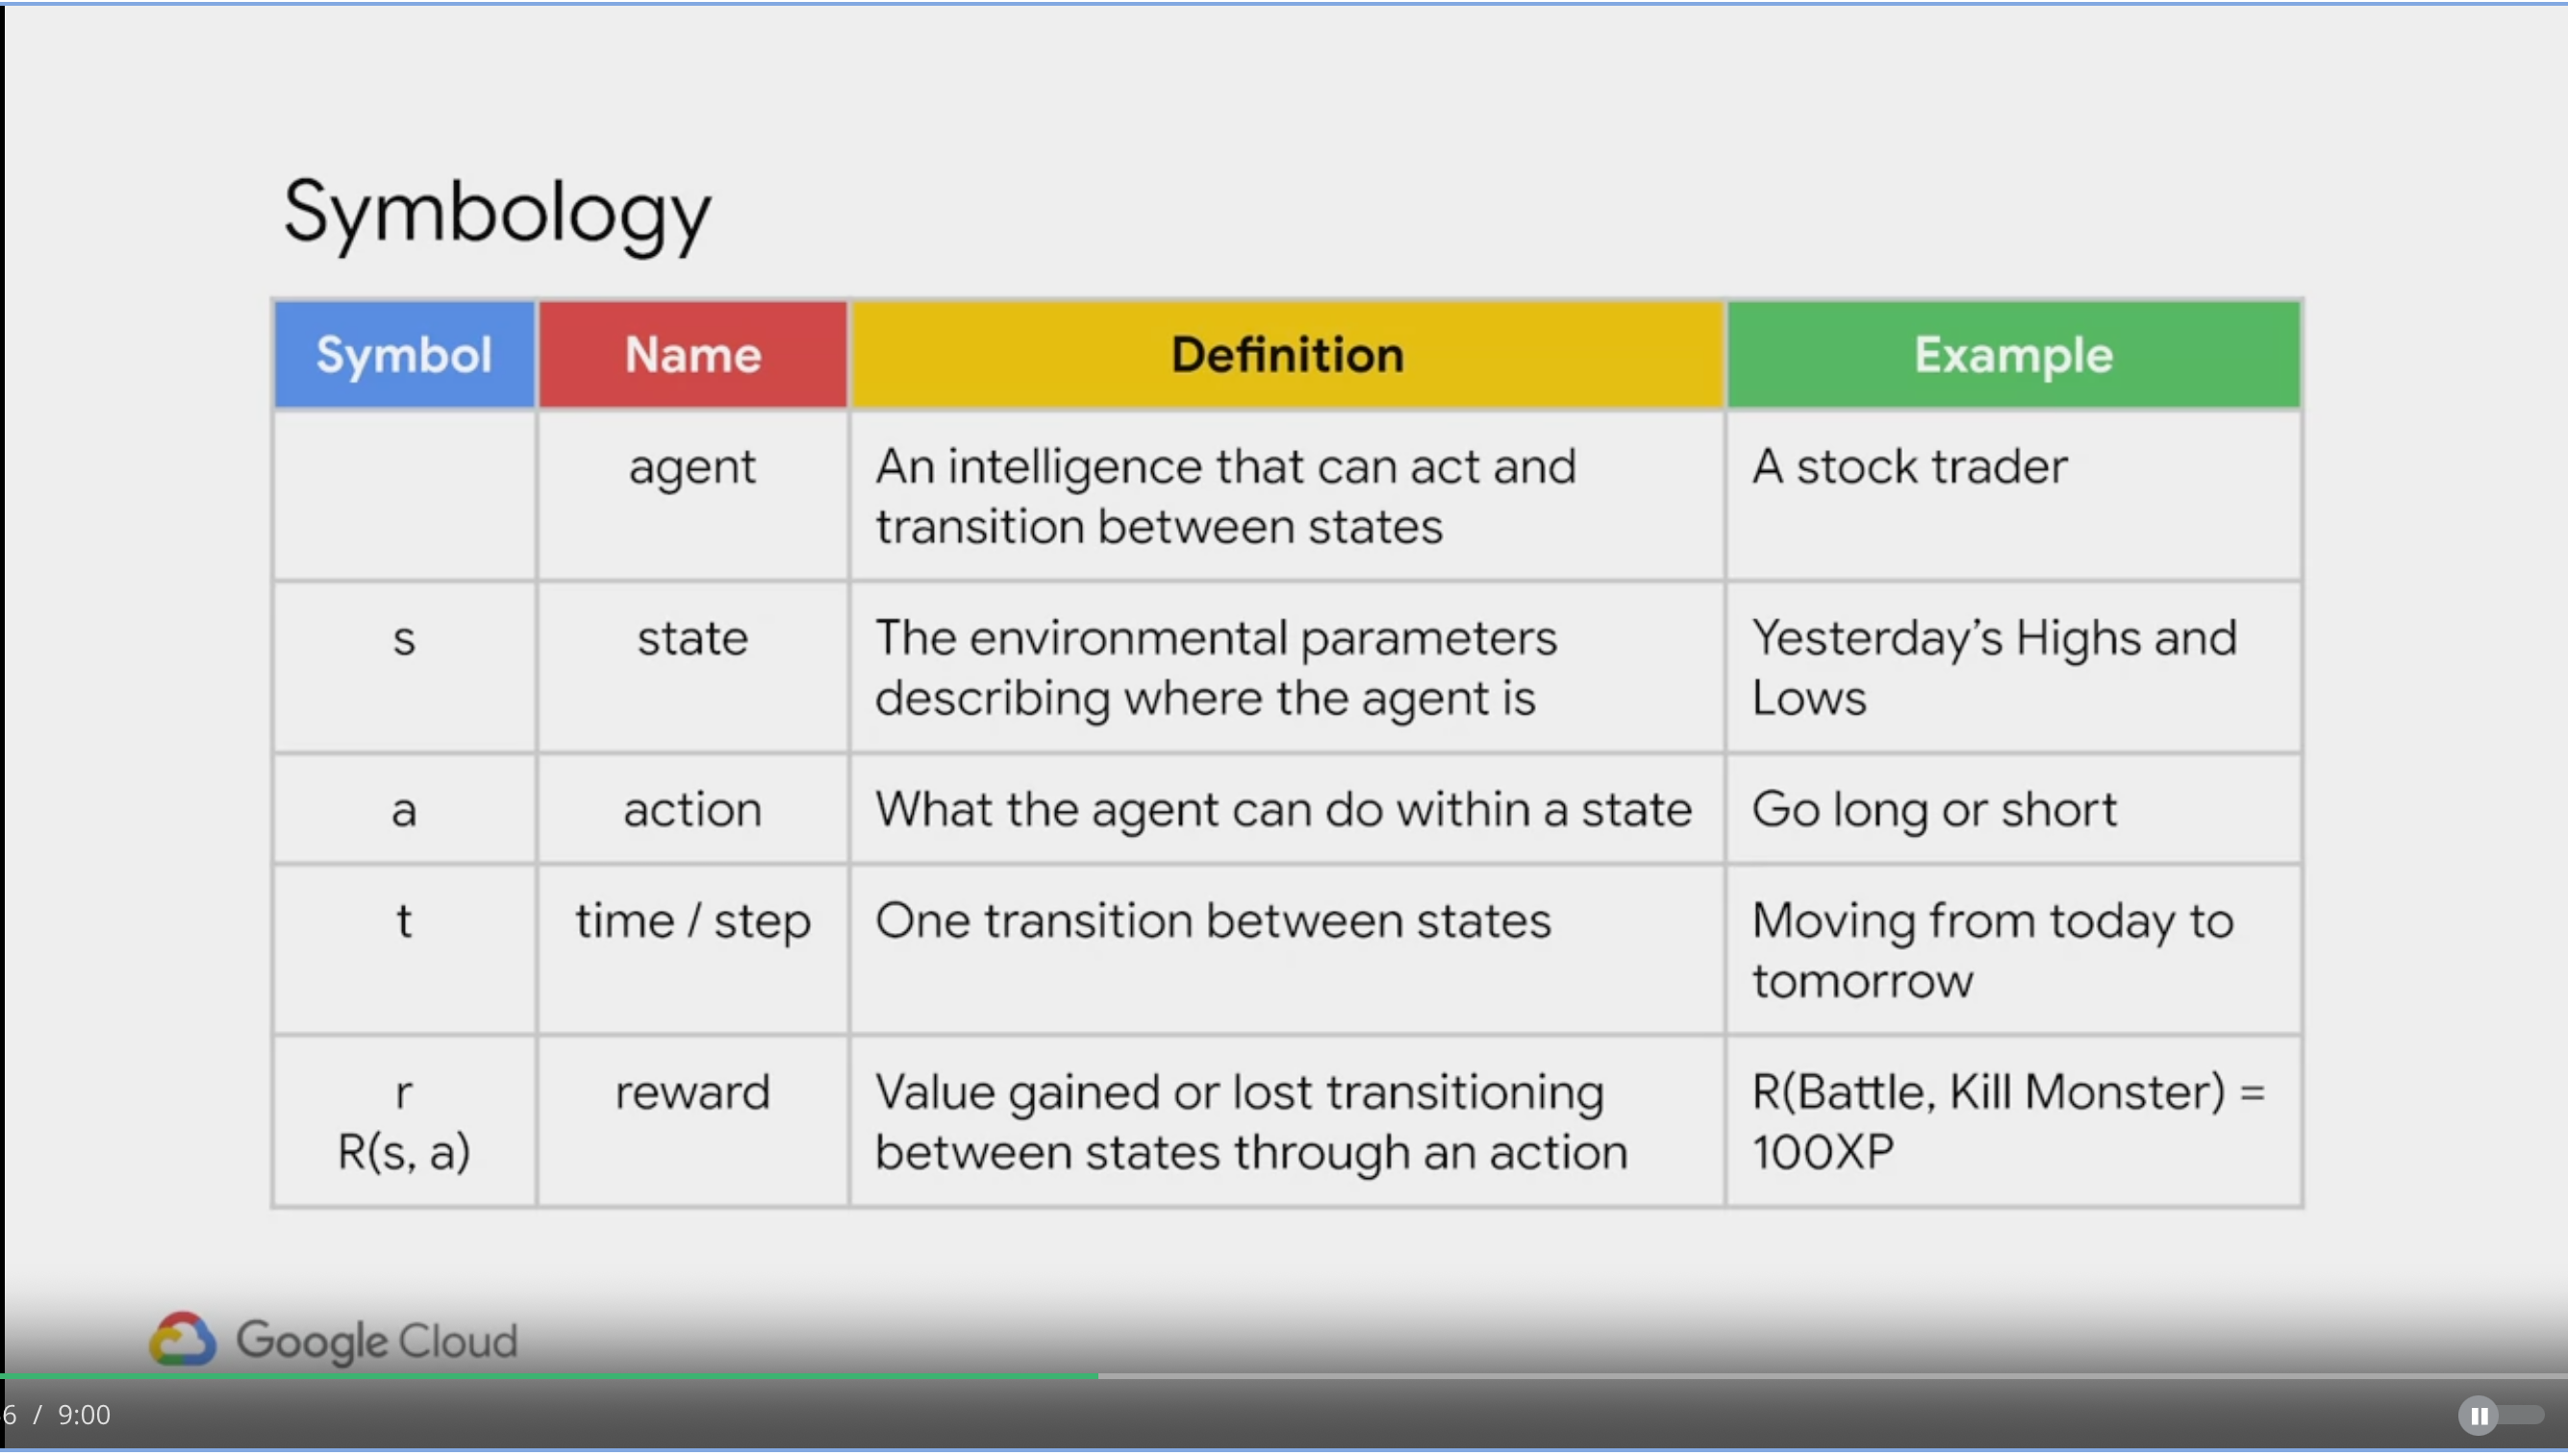 Symbology
Symbol Name Definition Example
agent An intelligence that can act and A stock trader
transition between states
s state The environmental parameters Yesterday’s Highs and
describing where the agent is Lows
a action What the agent can do within a state Go long or short
t time / step One transition between states Moving from today to
tomorrow
r reward Value gained or lost transitioning R(Battle, Kill Monster) =
R(s, a) between states through an action 100XP
Google Cloud
6 / 9:00